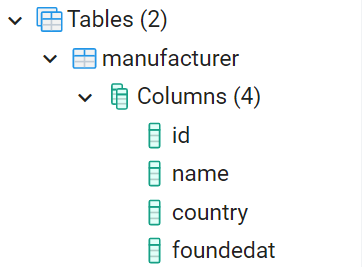 Tables (2)
manufacturer
Columns (4)
id
name
country
foundedat